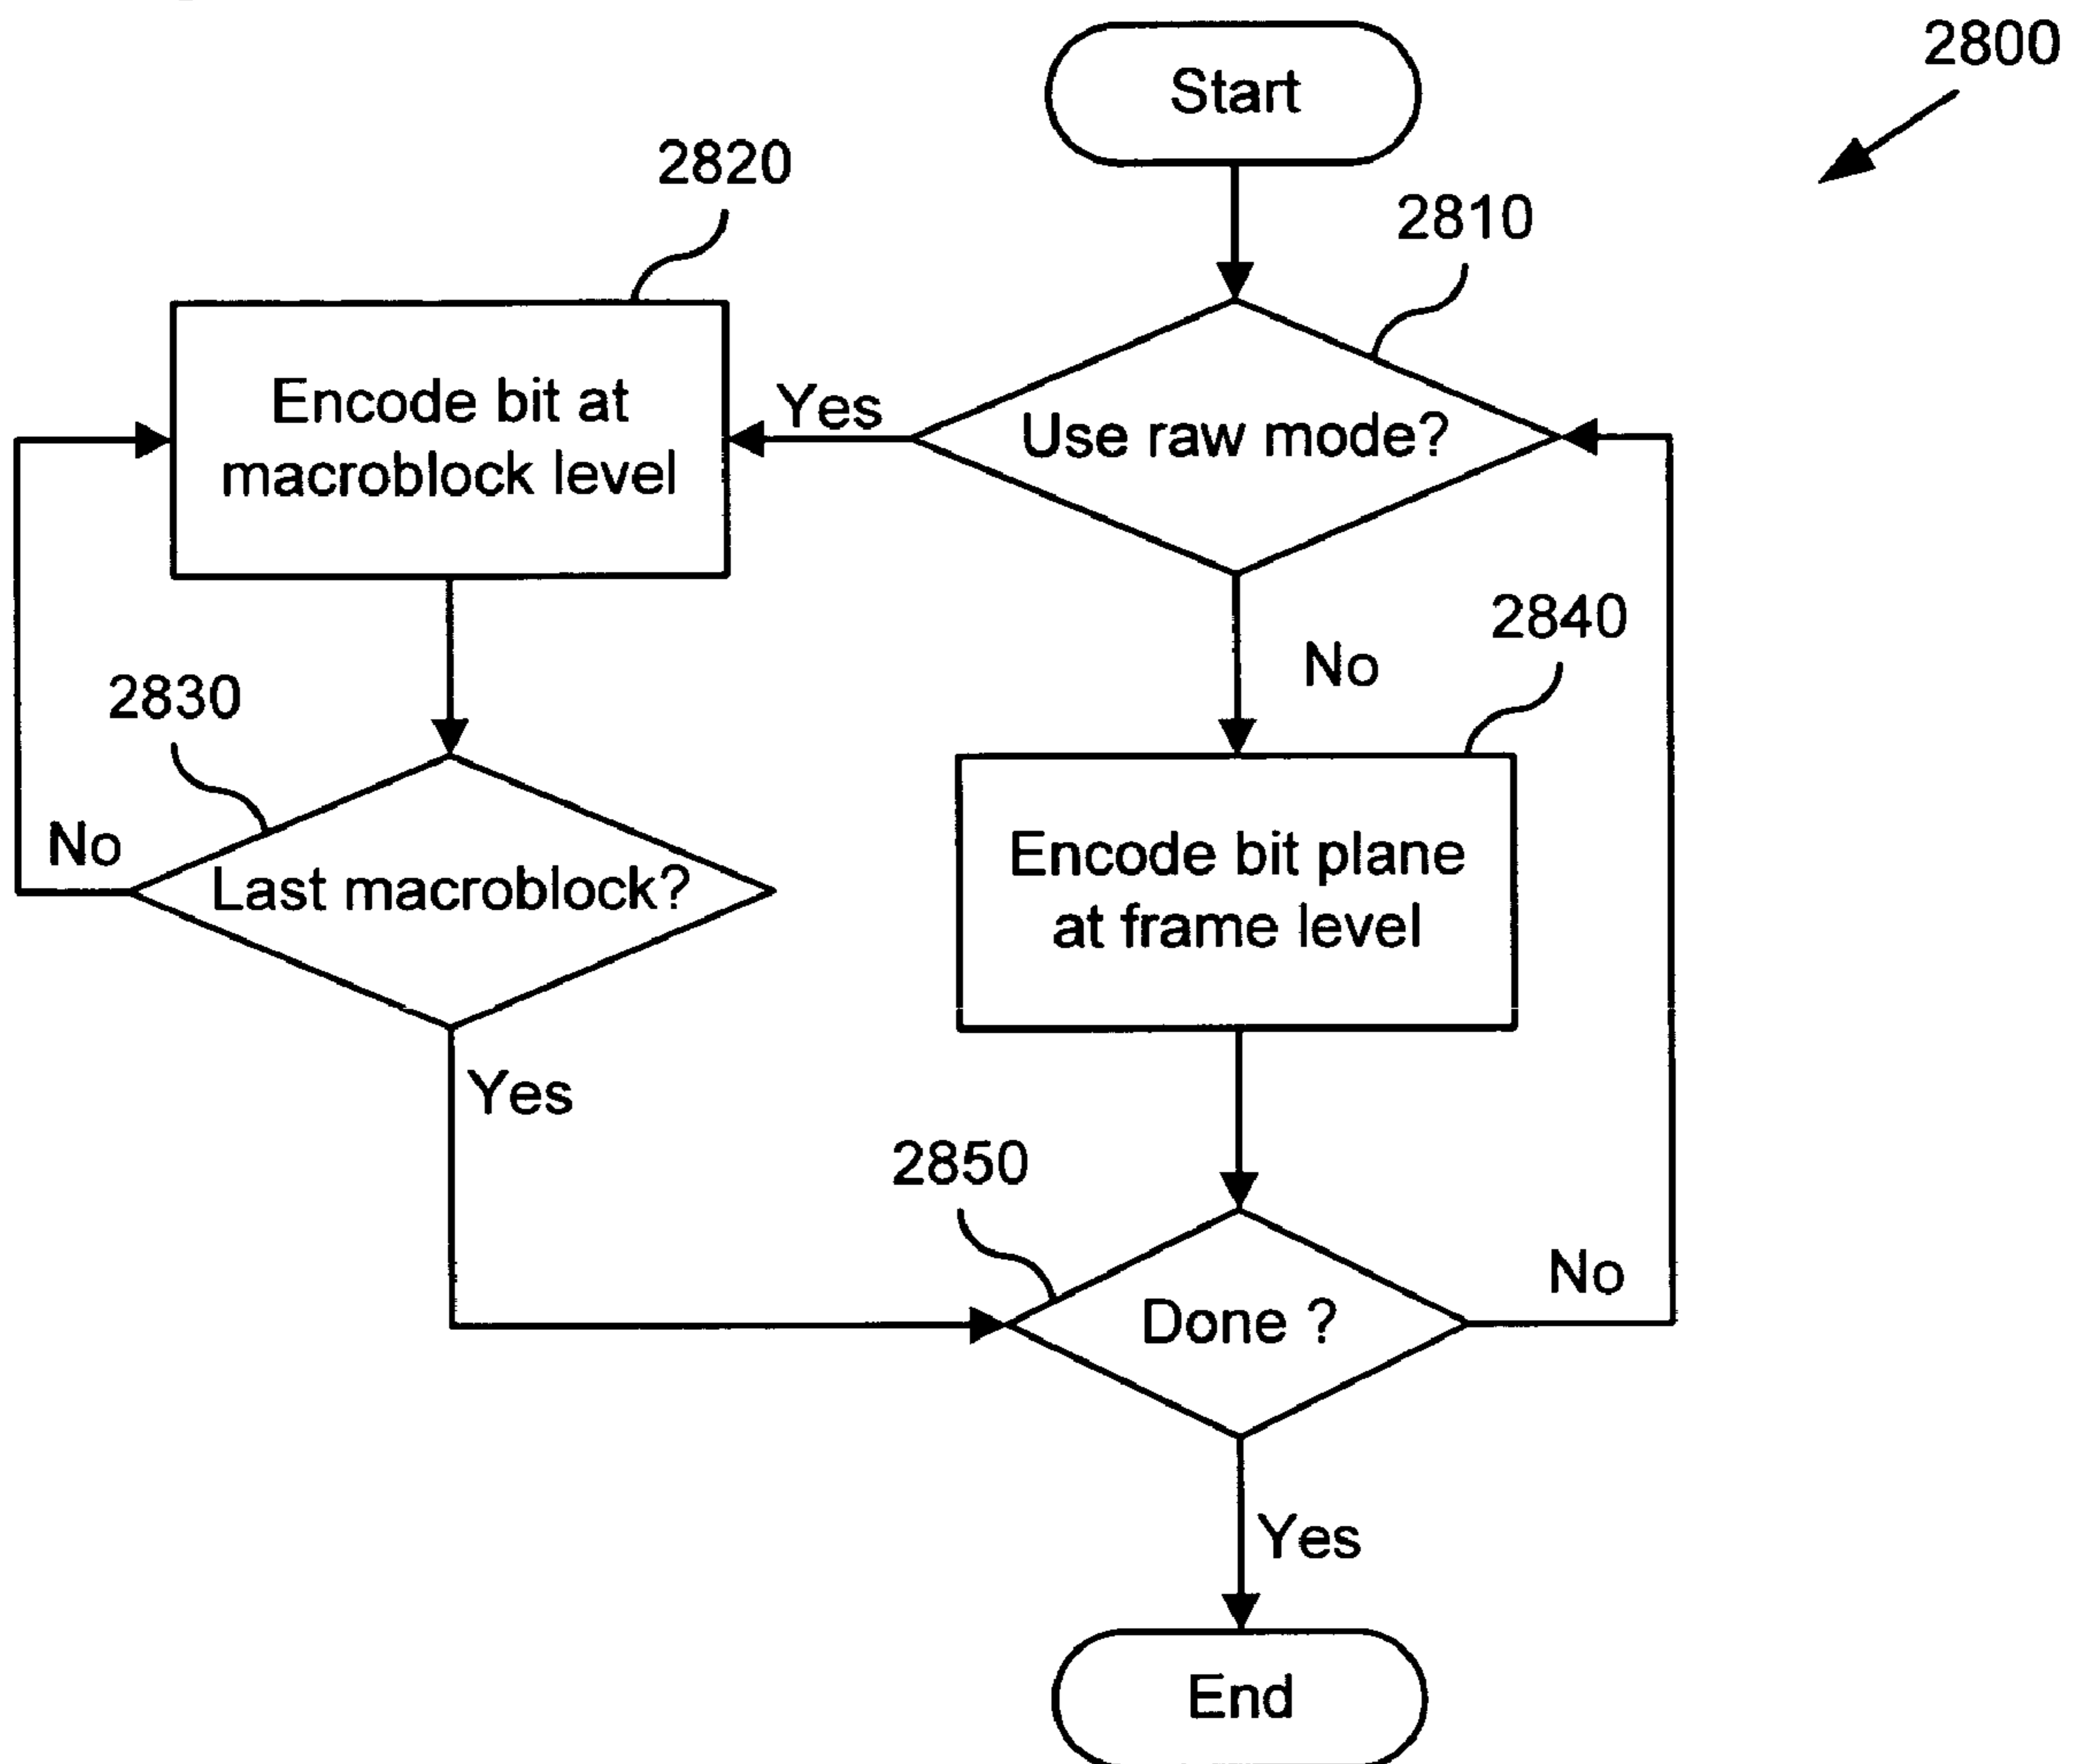 2800
Start
2820
2810
Encode bit at
macroblock level
Yes
Use raw mode?
2840
No
2830
No
Last macroblock?
Encode bit plane
at frame level
Yes
2850
No
Done ?
Yes
End